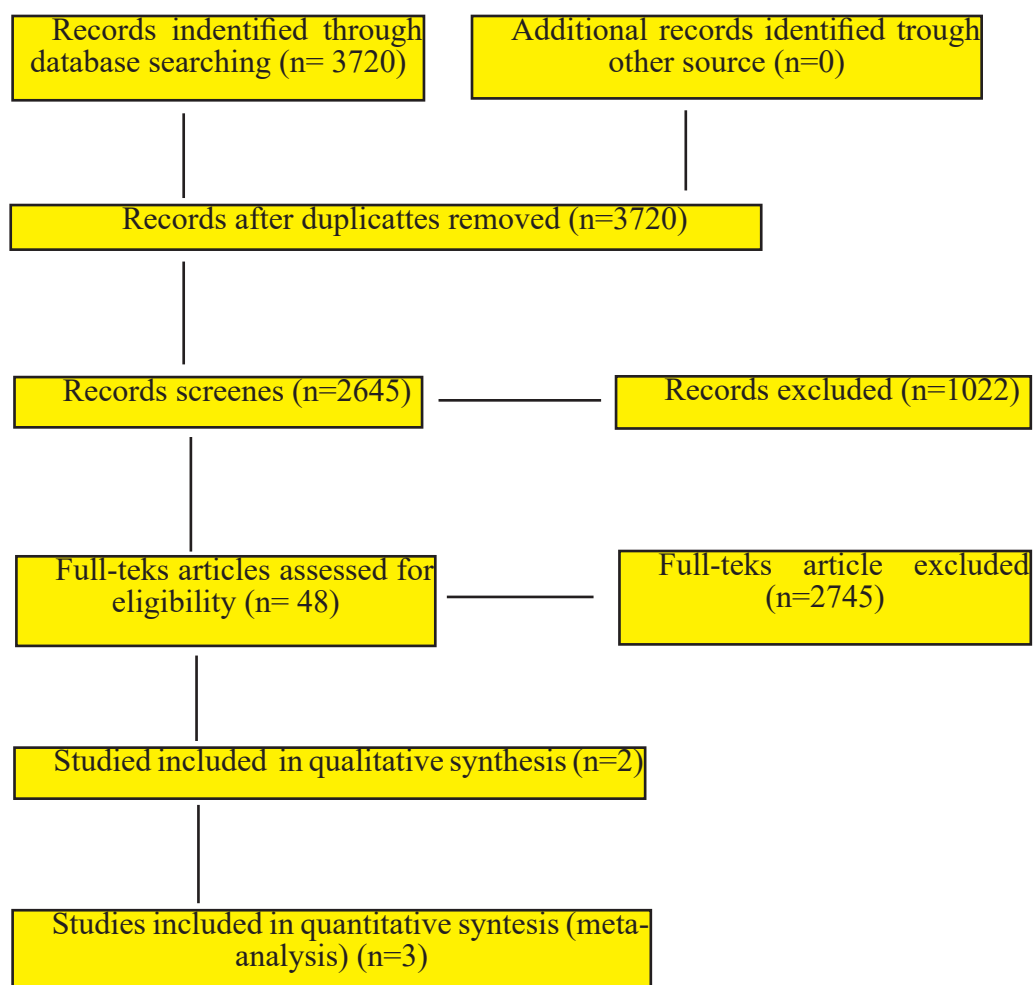 Records indentified through
database searching (n= 3720)
Additional records identified trough
other source (n=0)
Records after duplicattes removed (n=3720)
Records screenes (n=2645)
Records excluded (n=1022)
Full-teks articles assessed for
eligibility (n= 48)
Full-teks article excluded
(n=2745)
Studied included in qualitative synthesis (n=2)
Studies included in quantitative syntesis (meta-
analysis) (n=3)